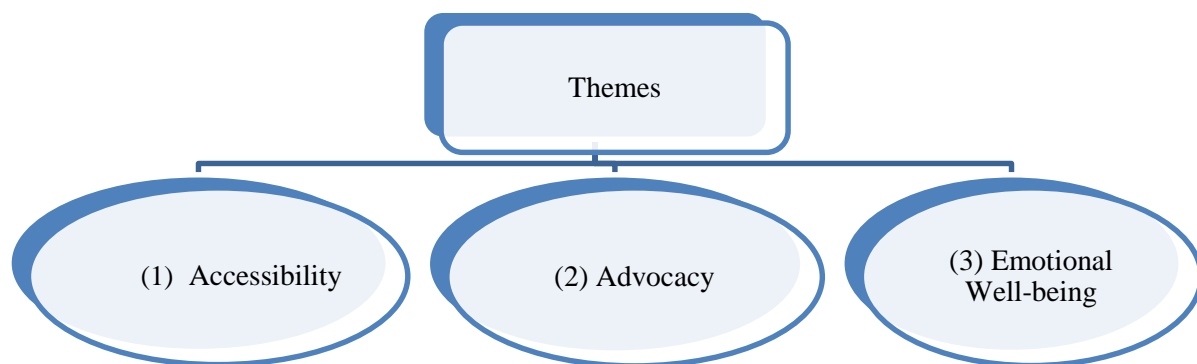 Themes
(1) Accessibility
(2) Advocacy
(3) Emotional
Well-being